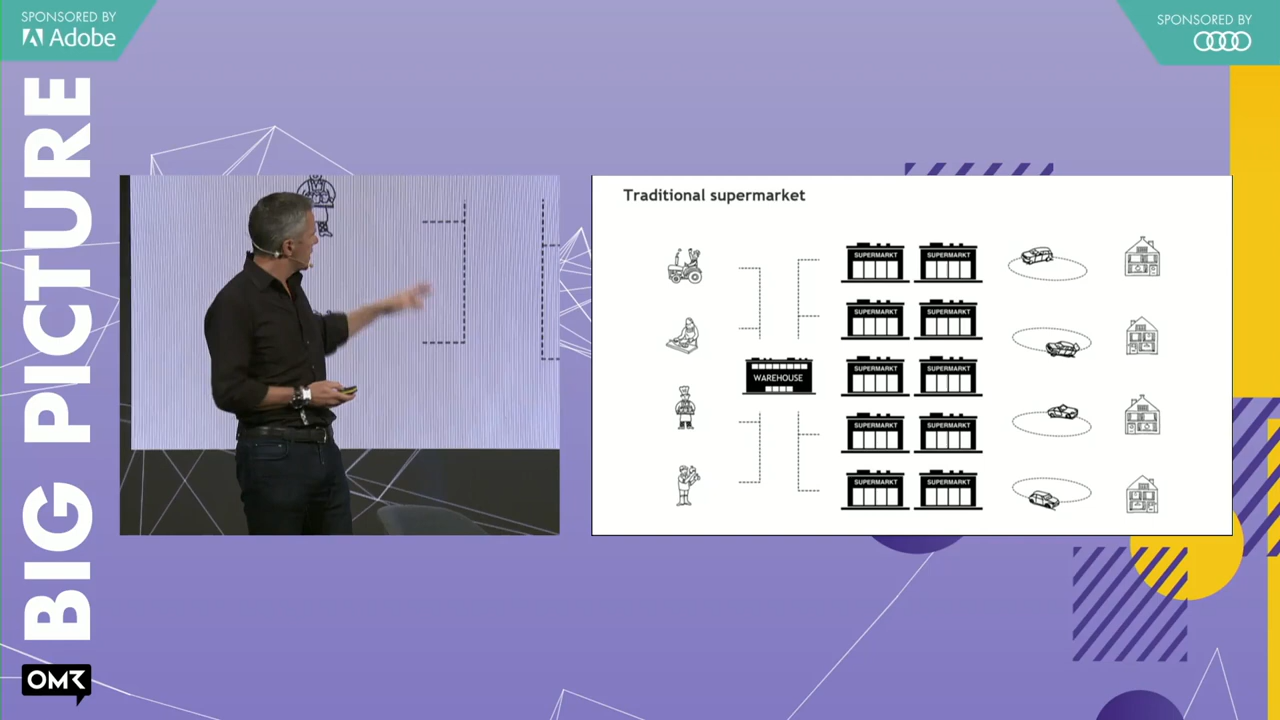 SPONSORED BY
Adobe
SPONSORED BY
BIG PICTURE
OMR
Traditional supermarket
SUPERMARKT SUPERMARKT
SUPERMARKT SUPERMARKT
WAREHOUSE
SUPERMARKT SUPERMARKT
SUPERMARKT SUPERMARKT
SUPERMARKT SUPERMARKT